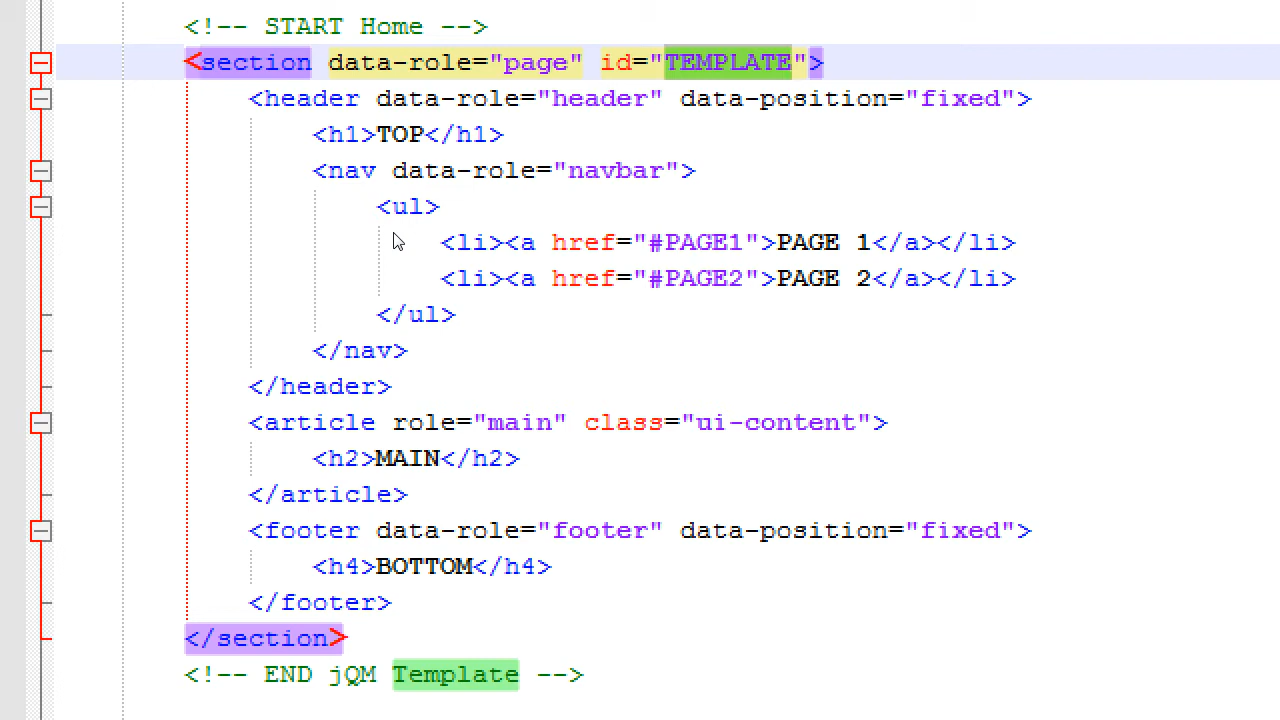 <!-- START Home -->
<section data-role="page" id="TEMPLATE">
<header data-role="header" data-position="fixed">
<h1>TOP</h1>
<nav data-role="navbar">
<ul>
<li><a href="#PAGE1">PAGE 1</a></li>
<li><a href="#PAGE2">PAGE 2</a></li>
</ul>
</nav>
</header>
<article role="main" class="ui-content">
<h2>MAIN</h2>
</article>
<footer data-role="footer" data-position="fixed">
<h4>BOTTOM</h4>
</footer>
</section>
<!-- END jQM Template -->